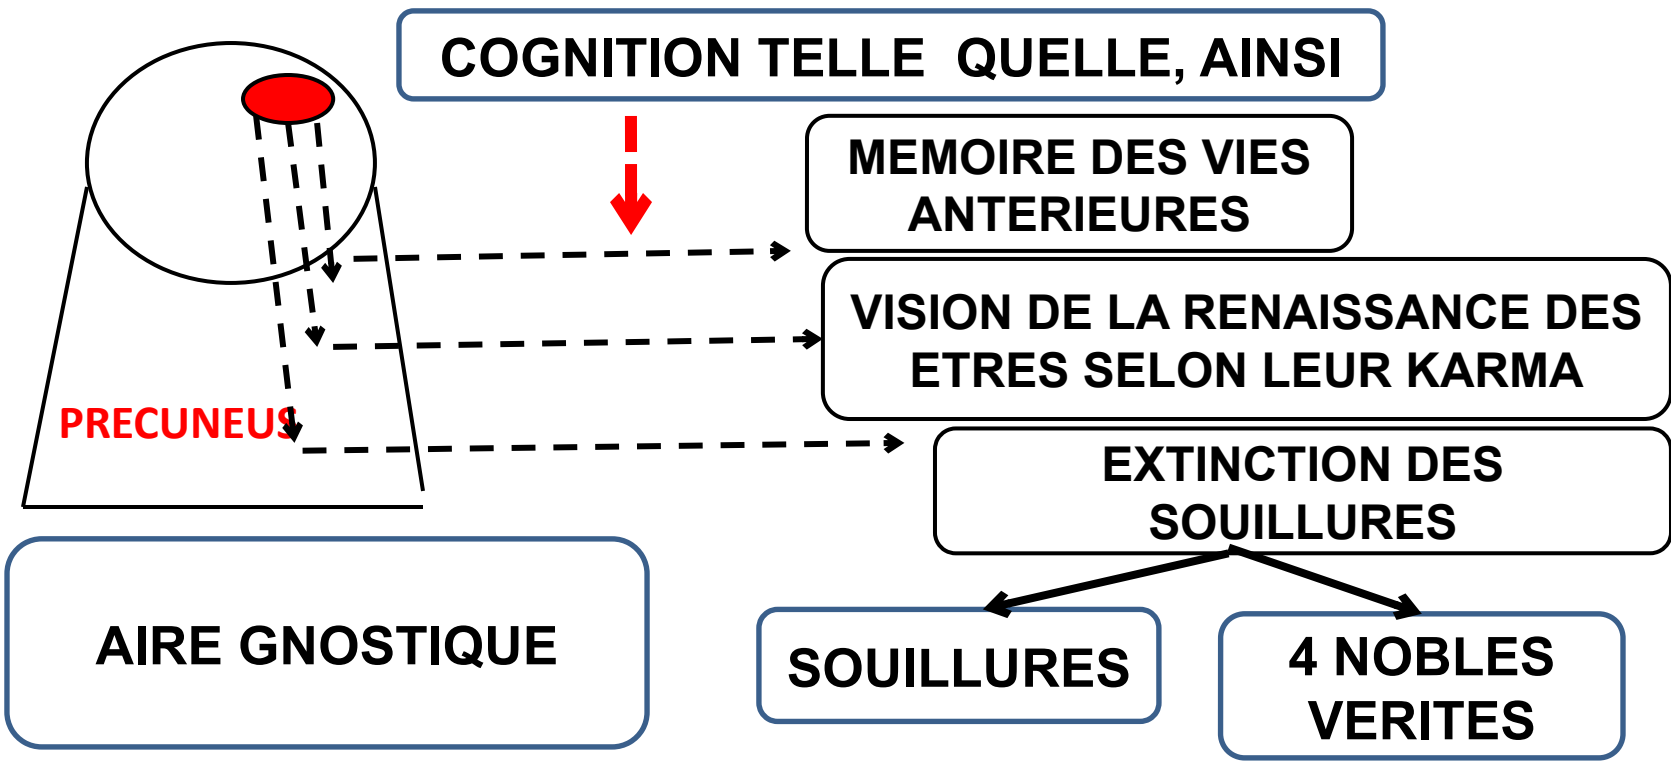 COGNITION TELLE QUELLE, AINSI
MEMOIRE DES VIES
ANTERIEURES
VISION DE LA RENAISSANCE DES
ETRES SELON LEUR KARMA
PRECUNEUS
EXTINCTION DES
SOUILLURES
AIRE GNOSTIQUE
SOUILLURES
4 NOBLES
VERITES